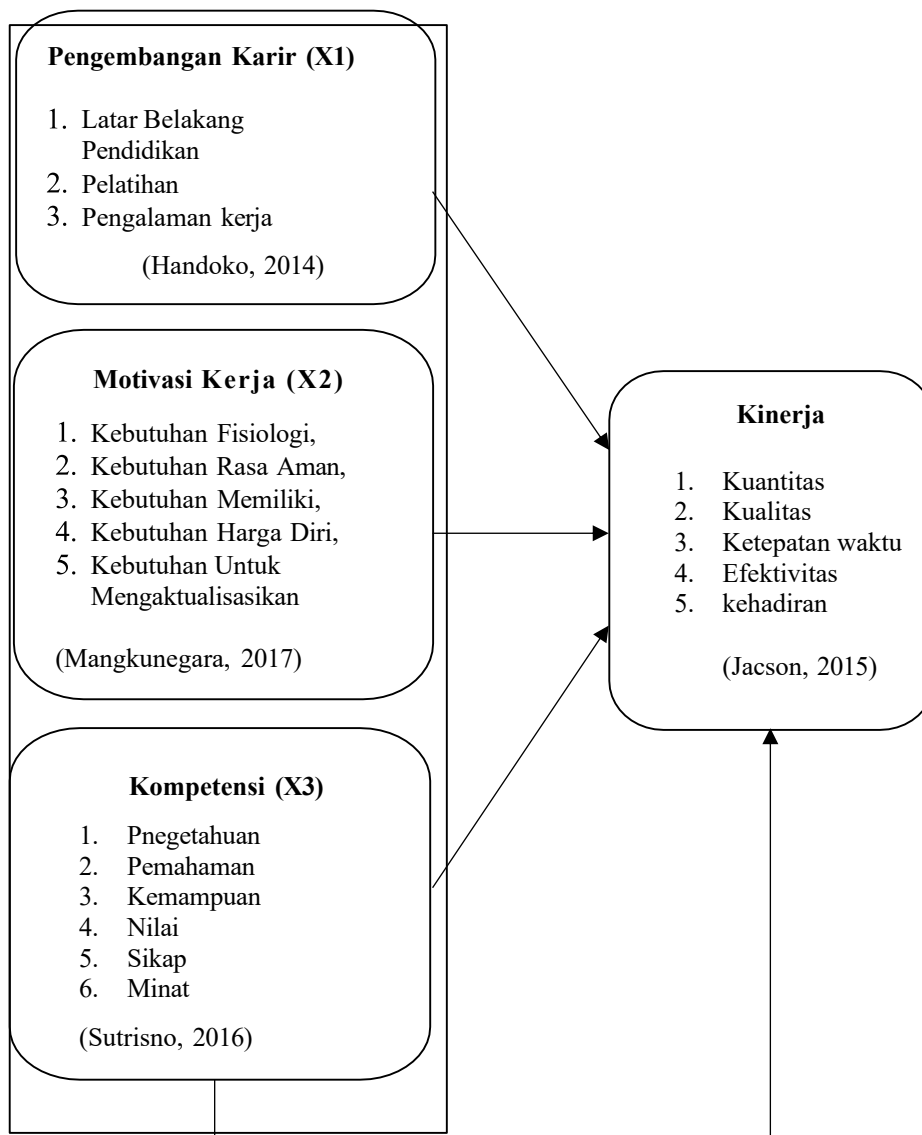 Pengembangan Karir (X1)
1. Latar Belakang
Pendidikan
2. Pelatihan
3. Pengalaman kerja
(Handoko, 2014)
Motivasi Kerja (X2)
1. Kebutuhan Fisiologi,
2. Kebutuhan Rasa Aman,
3. Kebutuhan Memiliki,
4. Kebutuhan Harga Diri,
5. Kebutuhan Untuk
Mengaktualisasikan
(Mangkunegara, 2017)
Kompetensi (X3)
1. Pnegetahuan
2. Pemahaman
3. Kemampuan
4. Nilai
5. Sikap
6. Minat
(Sutrisno, 2016)
Kinerja
1. Kuantitas
2. Kualitas
3. Ketepatan waktu
4. Efektivitas
5. kehadiran
(Jacson, 2015)